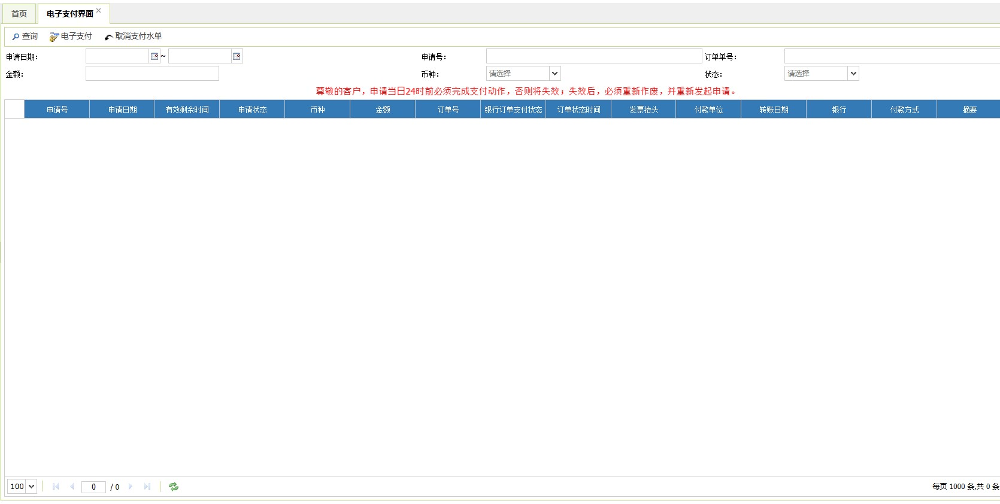 首页 电子支付界面
查询 电子支付 取消支付水单
申请日期: ~ 申请号: 订单单号:
金额: 币种: 请选择 状态: 请选择
尊敬的客户，申请当日24时前必须完成支付动作，否则将失效；失效后，必须重新作废，并重新发起申请。
申请号 申请日期 有效剩余时间 申请状态 币种 金额 订单号 银行订单支付状态 订单状态时间 发票抬头 付款单位 转账日期 银行 付款方式 摘要
100 0 / 0 每页 1000 条,共 0 条